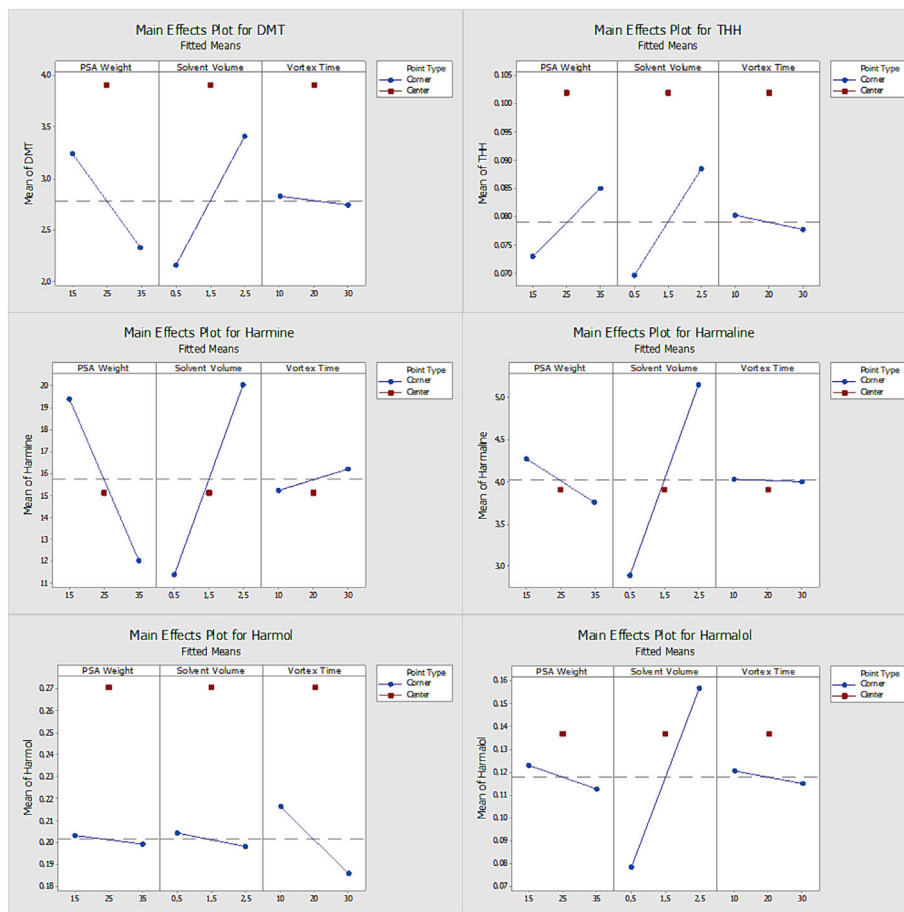 Main Effects Plot for DMT
Fitted Means
PSA Weight Solvent Volume Vortex Time
Point Type
Corner
Center
Mean of DMT
4,0
3,5
3,0
2,5
2,0
15 25 35 0,5 1,5 2,5 10 20 30
Main Effects Plot for THH
Fitted Means
PSA Weight Solvent Volume Vortex Time
Point Type
Corner
Center
Mean of THH
0,105
0,100
0,095
0,090
0,085
0,080
0,075
0,070
15 25 35 0,5 1,5 2,5 10 20 30
Main Effects Plot for Harmine
Fitted Means
PSA Weight Solvent Volume Vortex Time
Point Type
Corner
Center
Mean of Harmine
20
19
18
17
16
15
14
13
12
11
15 25 35 0,5 1,5 2,5 10 20 30
Main Effects Plot for Harmaline
Fitted Means
PSA Weight Solvent Volume Vortex Time
Point Type
Corner
Center
Mean of Harmaline
5,0
4,5
4,0
3,5
3,0
15 25 35 0,5 1,5 2,5 10 20 30
Main Effects Plot for Harmol
Fitted Means
PSA Weight Solvent Volume Vortex Time
Point Type
Corner
Center
Mean of Harmol
0,27
0,26
0,25
0,24
0,23
0,22
0,21
0,20
0,19
0,18
15 25 35 0,5 1,5 2,5 10 20 30
Main Effects Plot for Harmalol
Fitted Means
PSA Weight Solvent Volume Vortex Time
Point Type
Corner
Center
Mean of Harmalol
0,16
0,15
0,14
0,13
0,12
0,11
0,10
0,09
0,08
0,07
15 25 35 0,5 1,5 2,5 10 20 30